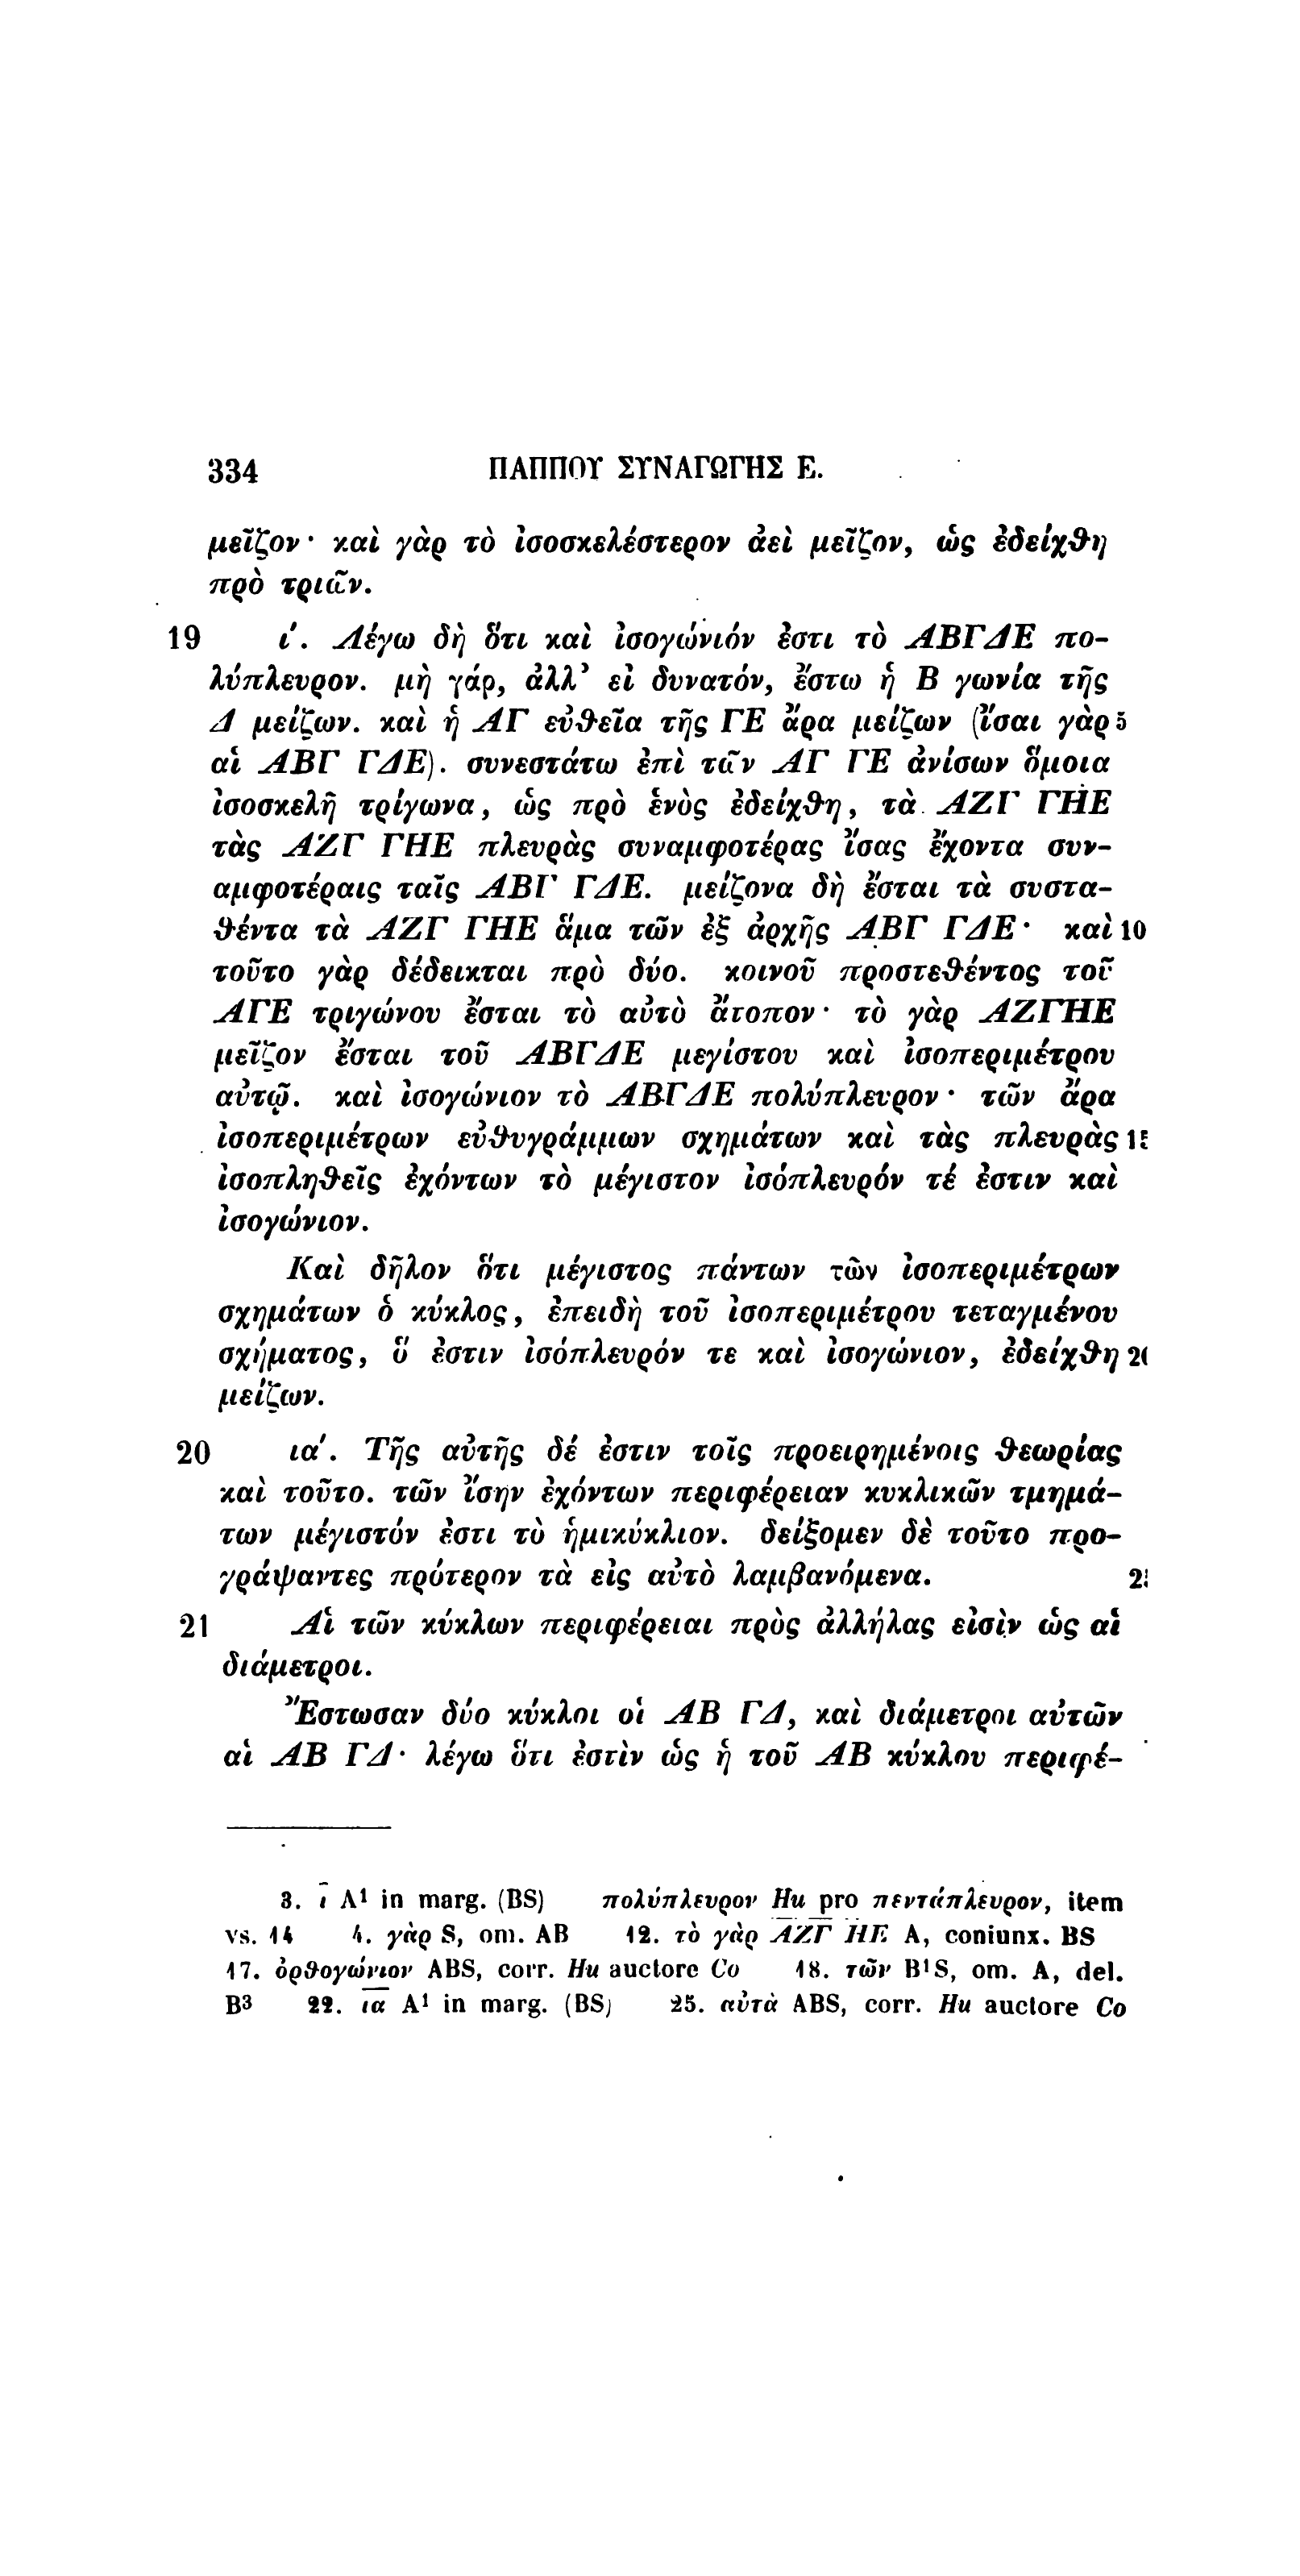 334 ΠΑΠΠΟΥ ΣΥΝΑΓΩΓΗΣ Ε.
μεῖζον· καὶ γὰρ τὸ ἰσοσκελέστερον ἀεὶ μεῖζον, ὡς ἐδείχθη
πρὸ τριῶν.
19 ι΄. Λέγω δὴ ὅτι καὶ ἰσογώνιόν ἐστι τὸ ΑΒΓΔΕ πο-
λύπλευρον. μὴ γάρ, ἀλλ᾽ εἰ δυνατόν, ἔστω ἡ Β γωνία τῆς
Δ μείζων. καὶ ἡ ΑΓ εὐθεῖα τῆς ΓΕ ἄρα μείζων (ἴσαι γὰρ 5
αἱ ΑΒΓ ΓΔΕ). συνεστάτω ἐπὶ τῶν ΑΓ ΓΕ ἀνίσων ὅμοια
ἰσοσκελῆ τρίγωνα, ὡς πρὸ ἑνὸς ἐδείχθη, τὰ ΑΖΓ ΓΗΕ
τὰς ΑΖΓ ΓΗΕ πλευρὰς συναμφοτέρας ἴσας ἔχοντα συν-
αμφοτέραις ταῖς ΑΒΓ ΓΔΕ. μείζονα δὴ ἔσται τὰ συστα-
θέντα τὰ ΑΖΓ ΓΗΕ ἅμα τῶν ἐξ ἀρχῆς ΑΒΓ ΓΔΕ· καὶ 10
τοῦτο γὰρ δέδεικται πρὸ δύο. κοινοῦ προστεθέντος τοῦ
ΑΓΕ τριγώνου ἔσται τὸ αὐτὸ ἄτοπον· τὸ γὰρ ΑΖΓΗΕ
μεῖζον ἔσται τοῦ ΑΒΓΔΕ μεγίστου καὶ ἰσοπεριμέτρου
αὐτῷ. καὶ ἰσογώνιον τὸ ΑΒΓΔΕ πολύπλευρον· τῶν ἄρα
ἰσοπεριμέτρων εὐθυγράμμων σχημάτων καὶ τὰς πλευρὰς 15
ἰσοπληθεῖς ἐχόντων τὸ μέγιστον ἰσόπλευρόν τέ ἐστιν καὶ
ἰσογώνιον.
Καὶ δῆλον ὅτι μέγιστος πάντων τῶν ἰσοπεριμέτρων
σχημάτων ὁ κύκλος, ἐπειδὴ τοῦ ἰσοπεριμέτρου τεταγμένου
σχήματος, ὅ ἐστιν ἰσόπλευρόν τε καὶ ἰσογώνιον, ἐδείχθη 20
μείζων.
20 ια΄. Τῆς αὐτῆς δέ ἐστιν τοῖς προειρημένοις θεωρίας
καὶ τοῦτο. τῶν ἴσην ἐχόντων περιφέρειαν κυκλικῶν τμημά-
των μέγιστόν ἐστι τὸ ἡμικύκλιον. δείξομεν δὲ τοῦτο προ-
γράψαντες πρότερον τὰ εἰς αὐτὸ λαμβανόμενα.
21 Αἱ τῶν κύκλων περιφέρειαι πρὸς ἀλλήλας εἰσὶν ὡς αἱ
διάμετροι.
Ἔστωσαν δύο κύκλοι οἱ ΑΒ ΓΔ, καὶ διάμετροι αὐτῶν
αἱ ΑΒ ΓΔ· λέγω ὅτι ἐστὶν ὡς ἡ τοῦ ΑΒ κύκλου περιφέ-
3. ῑ A¹ in marg. (BS) πολύπλευρον Hu pro πεντάπλευρον, item
vs. 14 4. γὰρ S, om. AB 12. τὸ γὰρ ΑΖΓ ΗΕ A, coniunx. BS
17. ὀρθογώνιον ABS, corr. Hu auctore Co 18. τῶν B¹S, om. A, del.
B³ 22. ια A¹ in marg. (BS) 25. αὐτὰ ABS, corr. Hu auctore Co